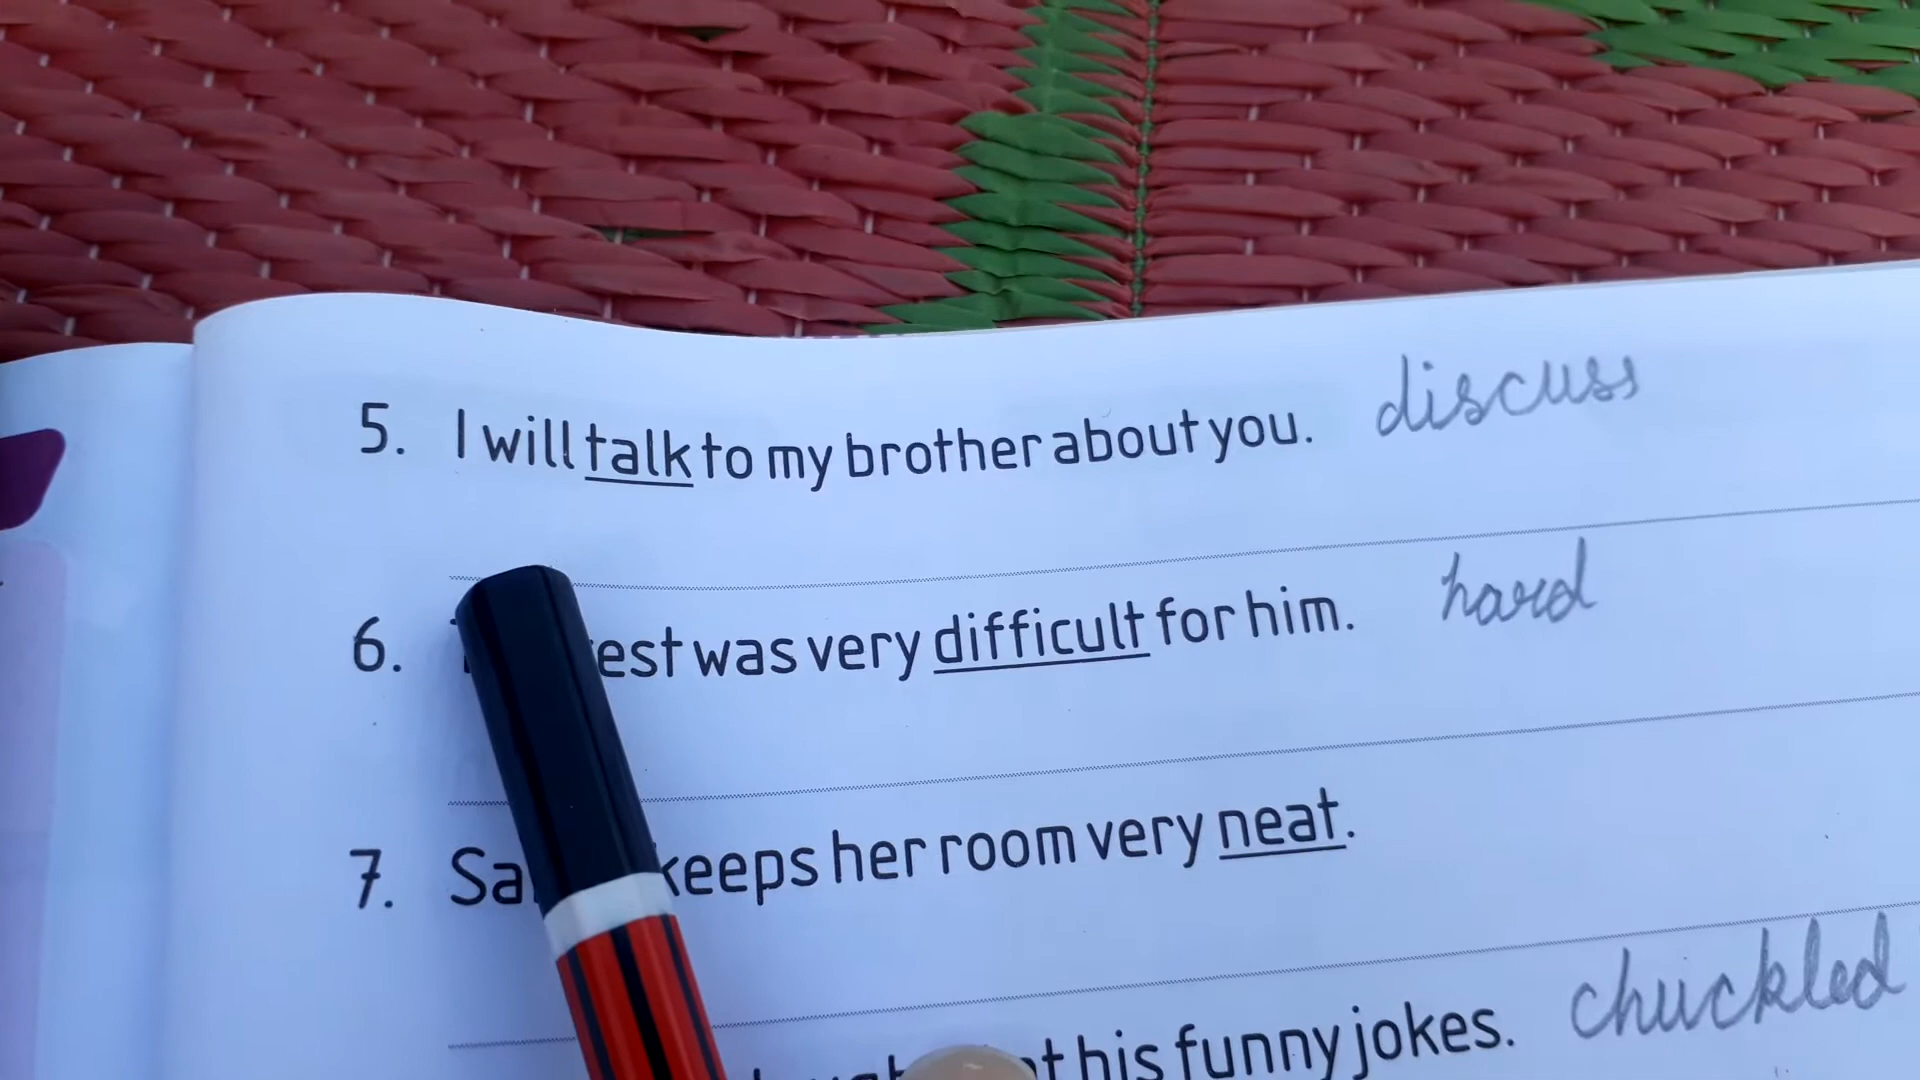 5. I will talk to my brother about you. discuss
6. est was very difficult for him. hard
7. Sa keeps her room very neat.
his funny jokes. chuckled